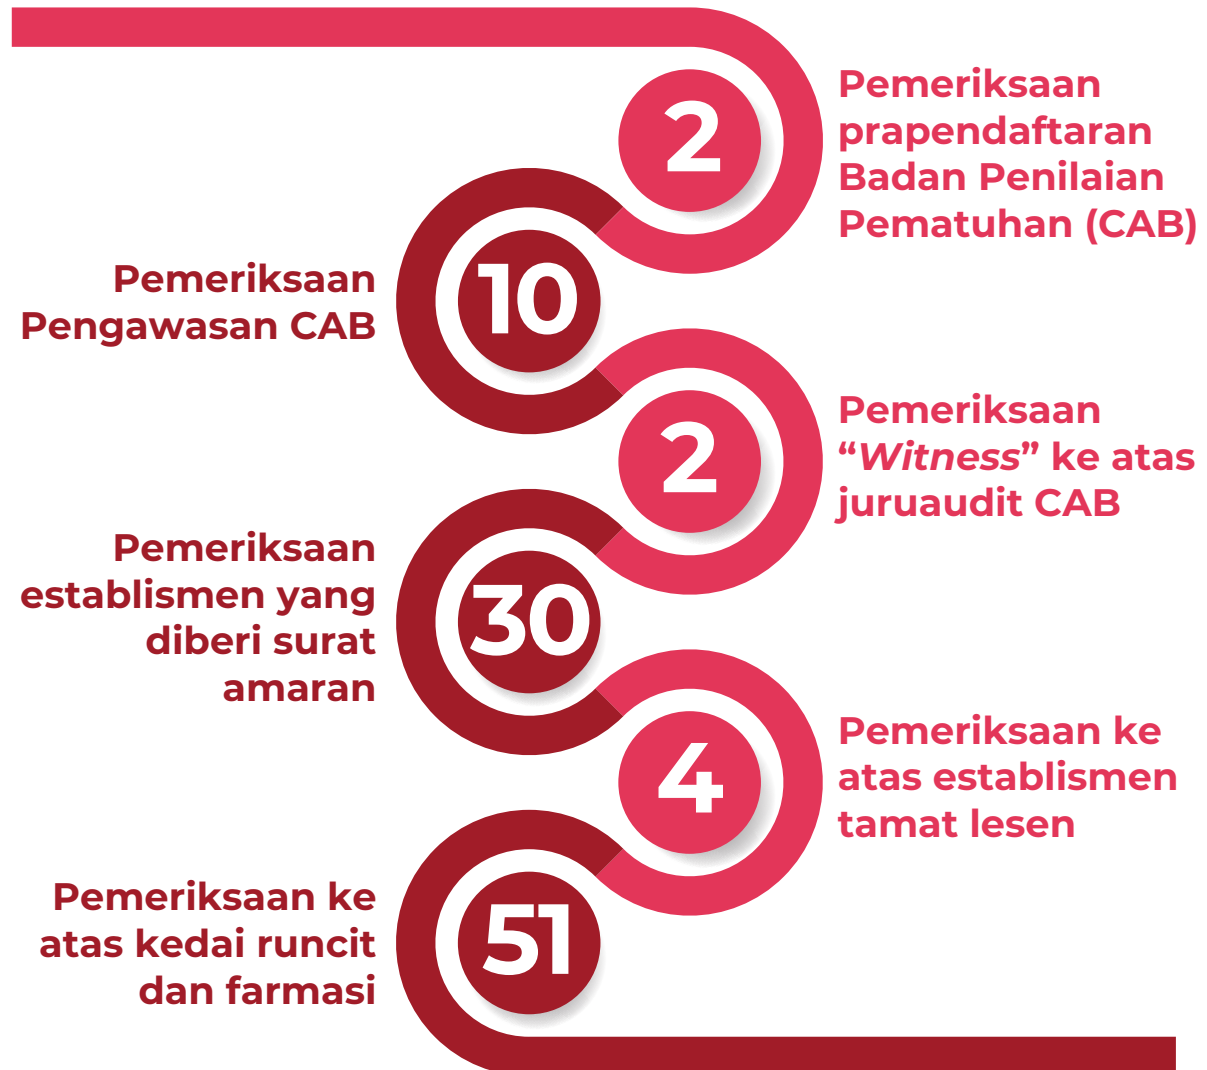 2
Pemeriksaan
prapendaftaran
Badan Penilaian
Pematuhan (CAB)
10
Pemeriksaan
Pengawasan CAB
2
Pemeriksaan
“Witness” ke atas
juruaudit CAB
30
Pemeriksaan
establismen yang
diberi surat
amaran
4
Pemeriksaan ke
atas establismen
tamat lesen
51
Pemeriksaan ke
atas kedai runcit
dan farmasi